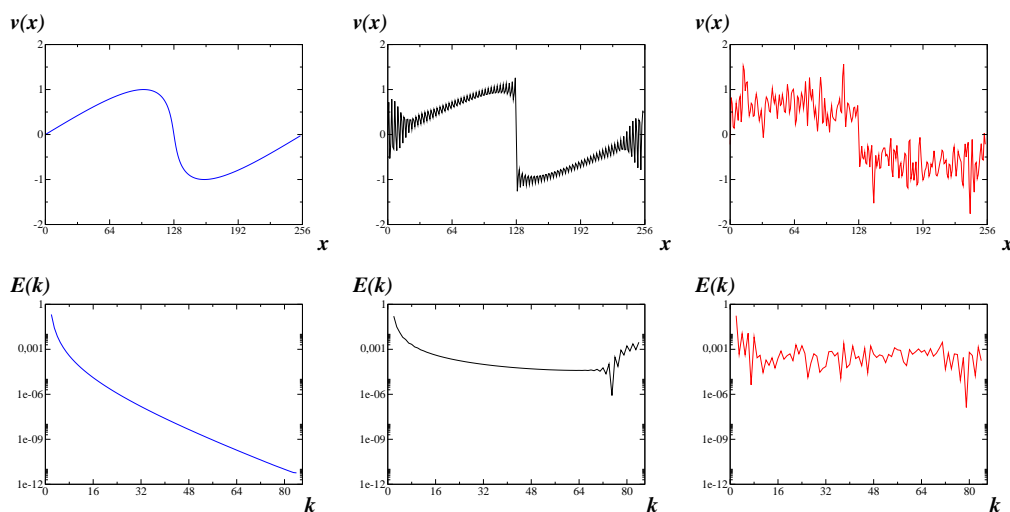 v(x) v(x) v(x)
2 2 2
1 1 1
0 0 0
-1 -1 -1
-2 -2 -2
0 64 128 192 256 0 64 128 192 256 0 64 128 192 256
x x x
E(k) E(k) E(k)
1 1 1
0,001 0,001 0,001
1e-06 1e-06 1e-06
1e-09 1e-09 1e-09
1e-12 1e-12 1e-12
0 16 32 48 64 80 0 16 32 48 64 80 0 16 32 48 64 80
k k k